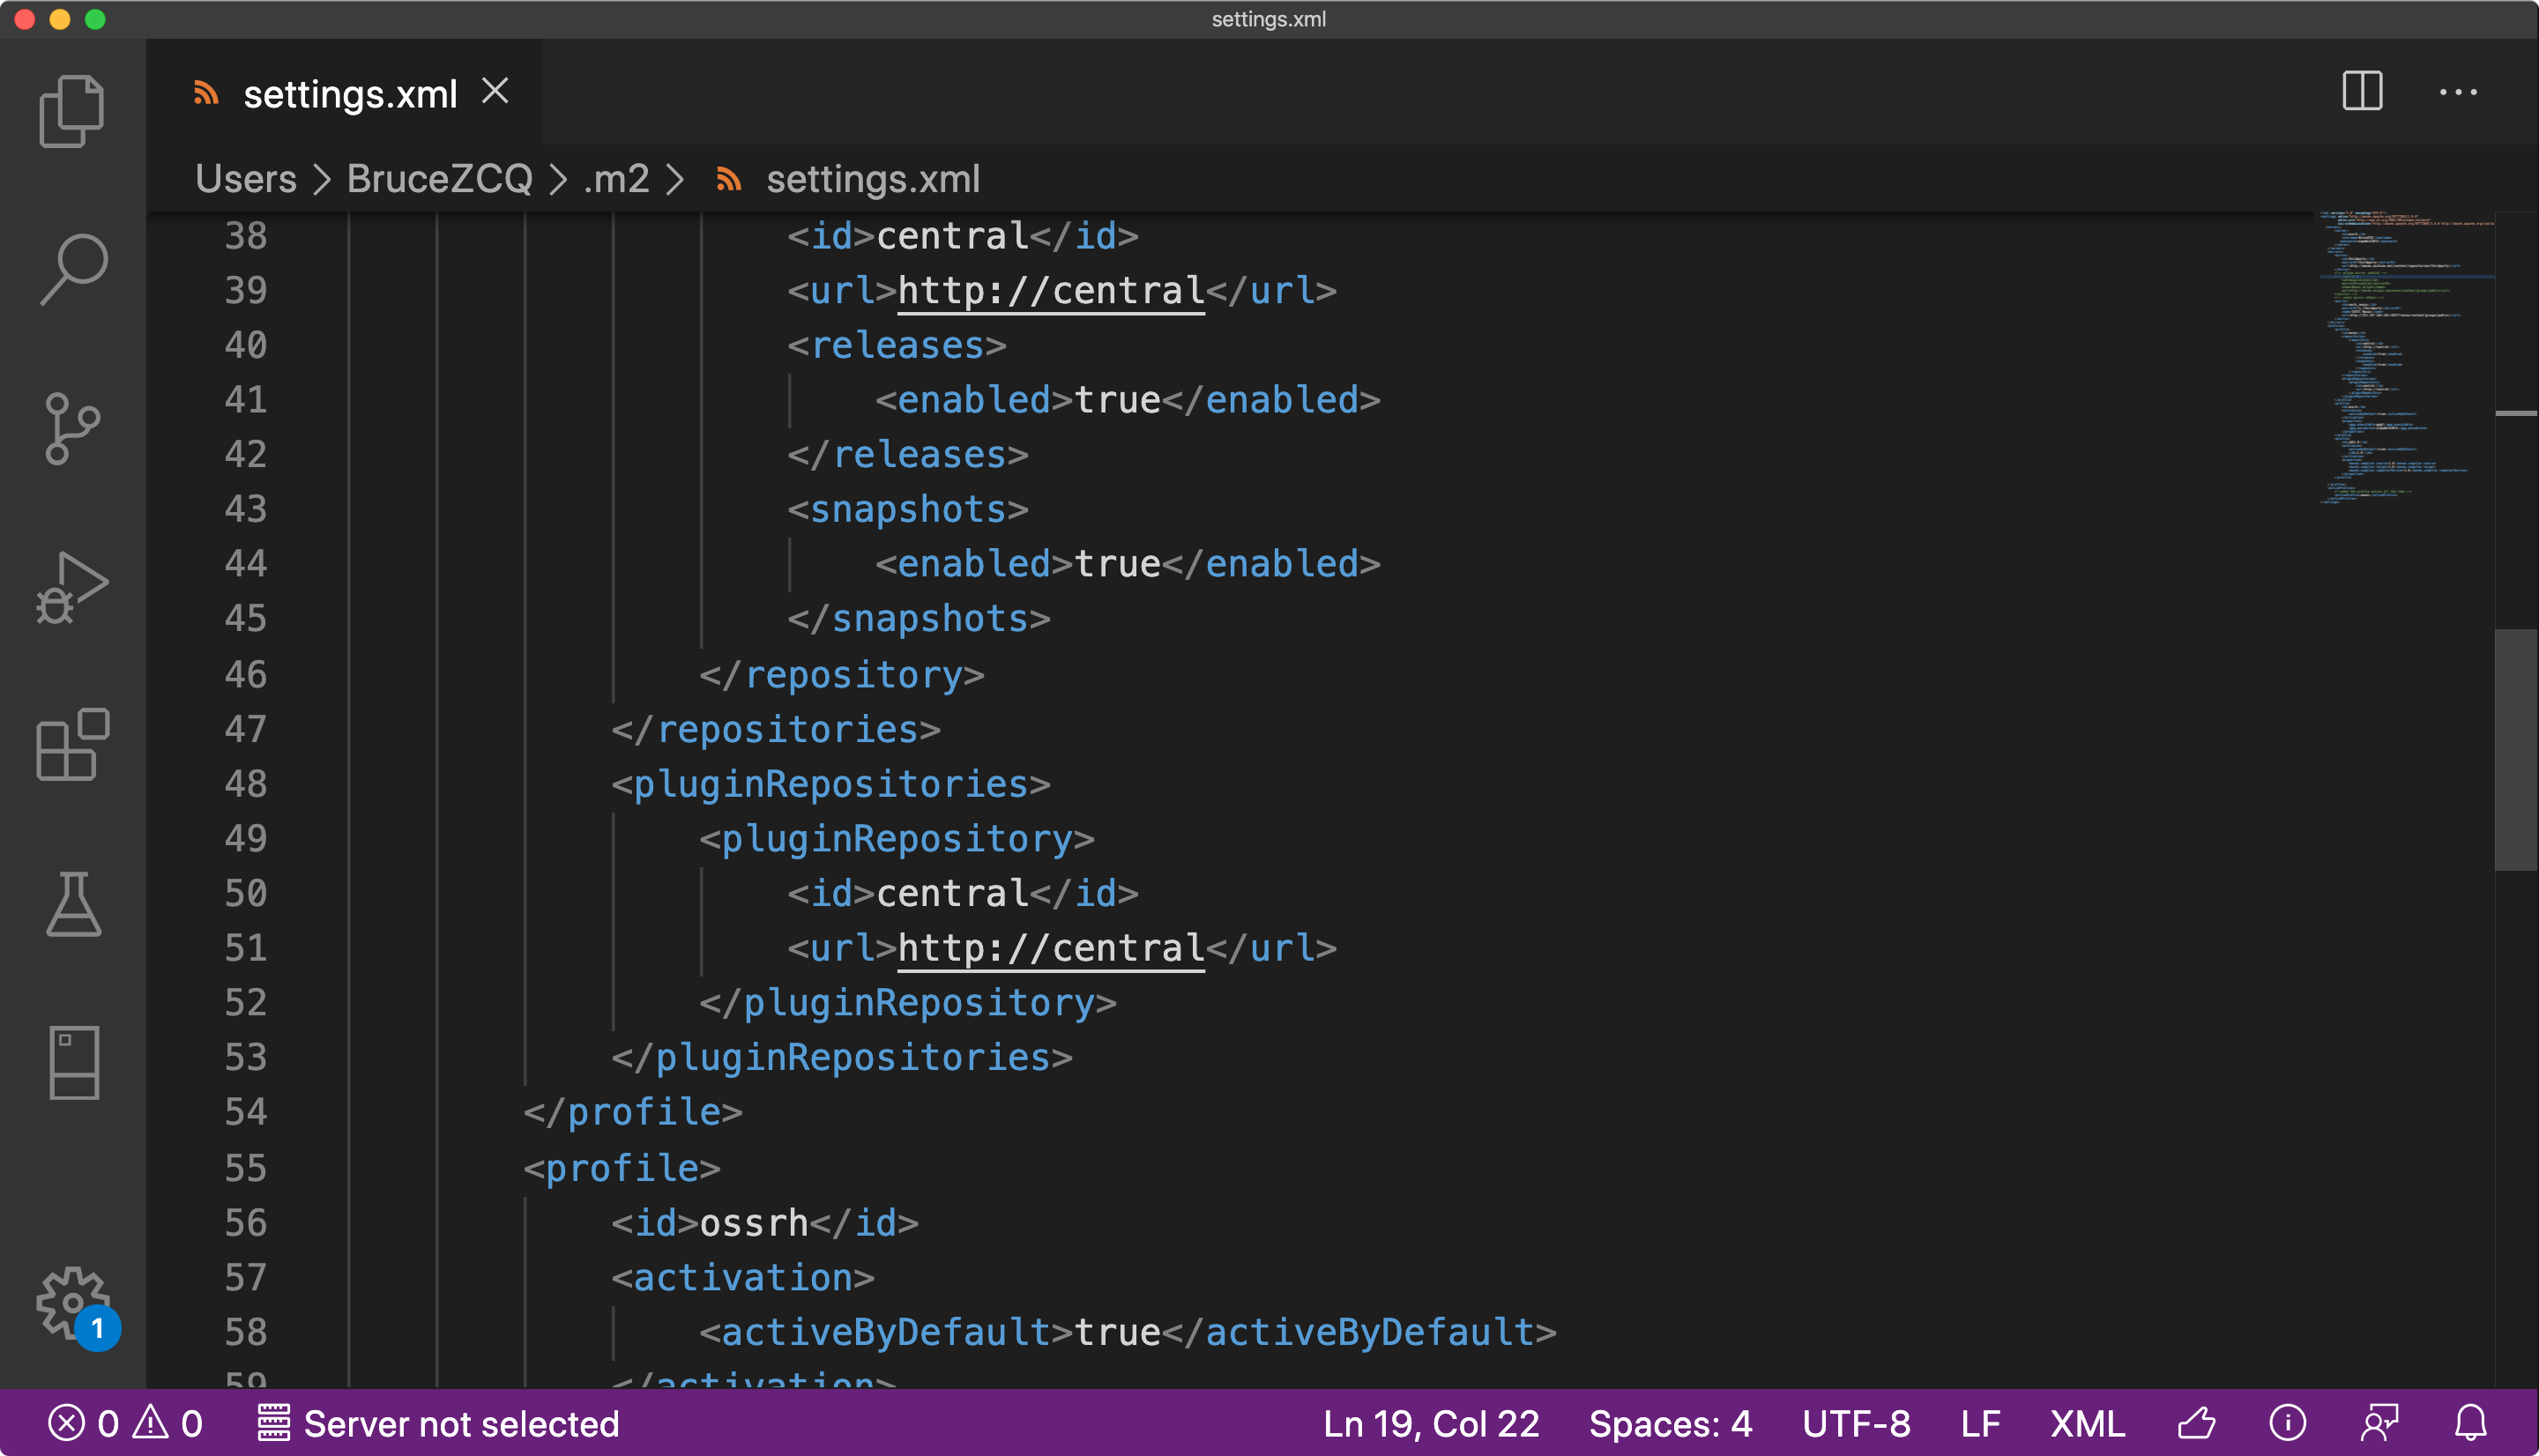 settings.xml
settings.xml
Users > BruceZCQ > .m2 > settings.xml
38 <id>central</id>
39 <url>http://central</url>
40 <releases>
41 <enabled>true</enabled>
42 </releases>
43 <snapshots>
44 <enabled>true</enabled>
45 </snapshots>
46 </repository>
47 </repositories>
48 <pluginRepositories>
49 <pluginRepository>
50 <id>central</id>
51 <url>http://central</url>
52 </pluginRepository>
53 </pluginRepositories>
54 </profile>
55 <profile>
56 <id>ossrh</id>
57 <activation>
58 <activeByDefault>true</activeByDefault>
59 </activation>
1
0 0 Server not selected Ln 19, Col 22 Spaces: 4 UTF-8 LF XML